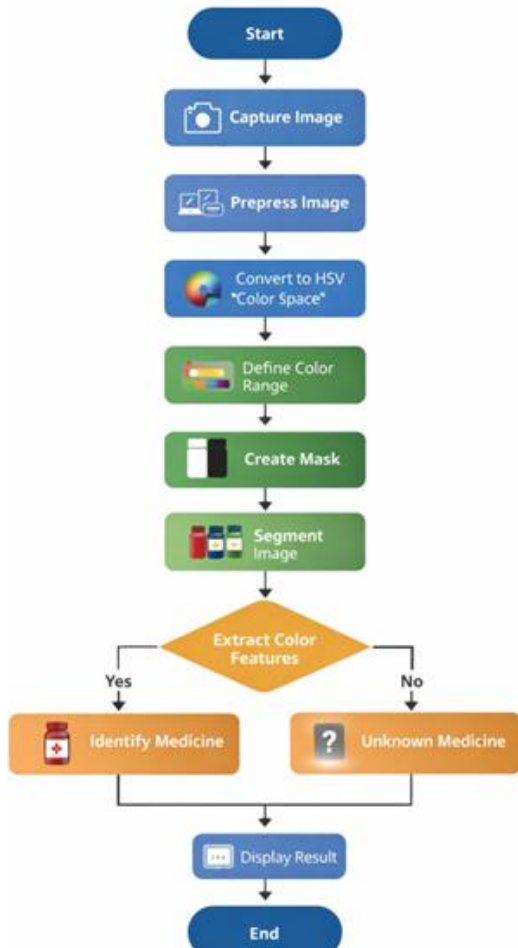 Start
Capture Image
Prepress Image
Convert to HSV
"Color Space"
Define Color
Range
Create Mask
Segment
Image
Extract Color
Features
Yes
No
Identify Medicine
?
Unknown Medicine
Display Result
End